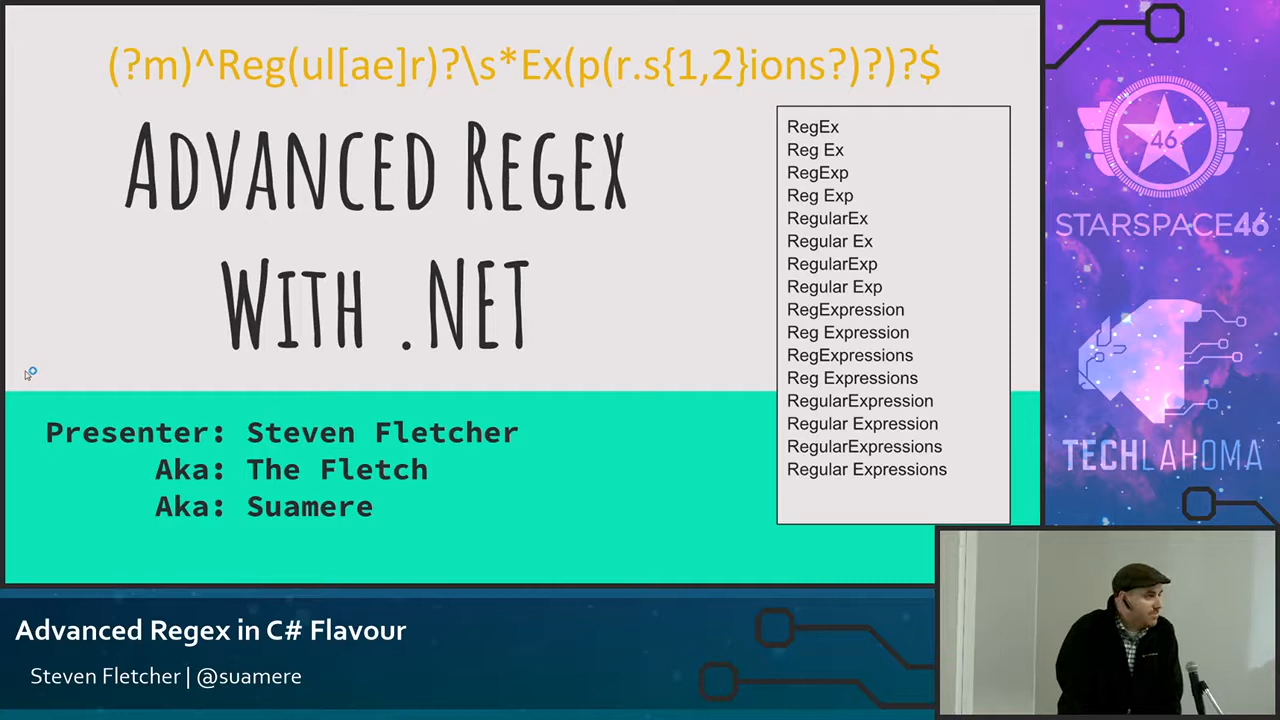 (?m)^Reg(ul[ae]r)?\s*Ex(p(r.s{1,2}ions?)?)?$
Advanced Regex
With .NET
RegEx
Reg Ex
RegExp
Reg Exp
RegularEx
Regular Ex
RegularExp
Regular Exp
RegExpression
Reg Expression
RegExpressions
Reg Expressions
RegularExpression
Regular Expression
RegularExpressions
Regular Expressions
Presenter: Steven Fletcher
Aka: The Fletch
Aka: Suamere
46
STARSPACE46
TECHLAHOMA
Advanced Regex in C# Flavour
Steven Fletcher | @suamere